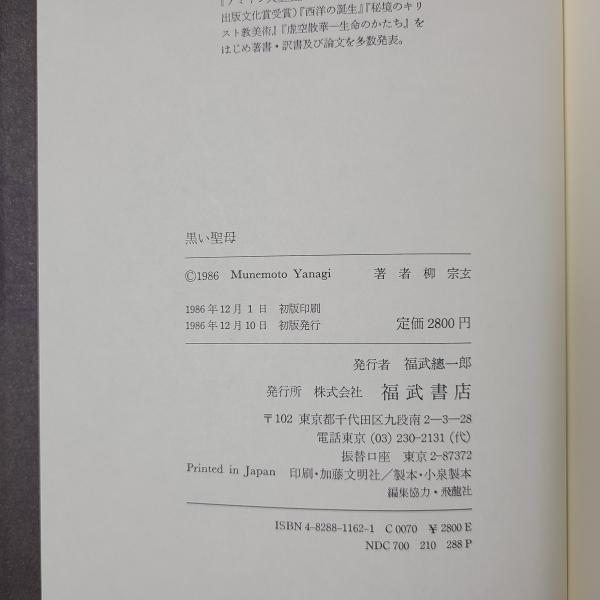 出版文化賞受賞)『西洋の誕生』『秘境のキリ
スト教美術』『虚空散華―生命のかたち』を
はじめ著書・訳書及び論文を多数発表。
黒い聖母
©1986 Munemoto Yanagi 著者 柳 宗玄
1986年12月1日 初版印刷
1986年12月10日 初版発行 定価2800円
発行者 福武總一郎
発行所 株式会社 福武書店
〒102 東京都千代田区九段南2―3―28
電話東京(03)230-2131(代)
振替口座 東京2-87372
Printed in Japan 印刷・加藤文明社/製本・小泉製本
編集協力・飛龍社
ISBN4-8288-1162-1 C0070 ¥2800E
NDC700 210 288P